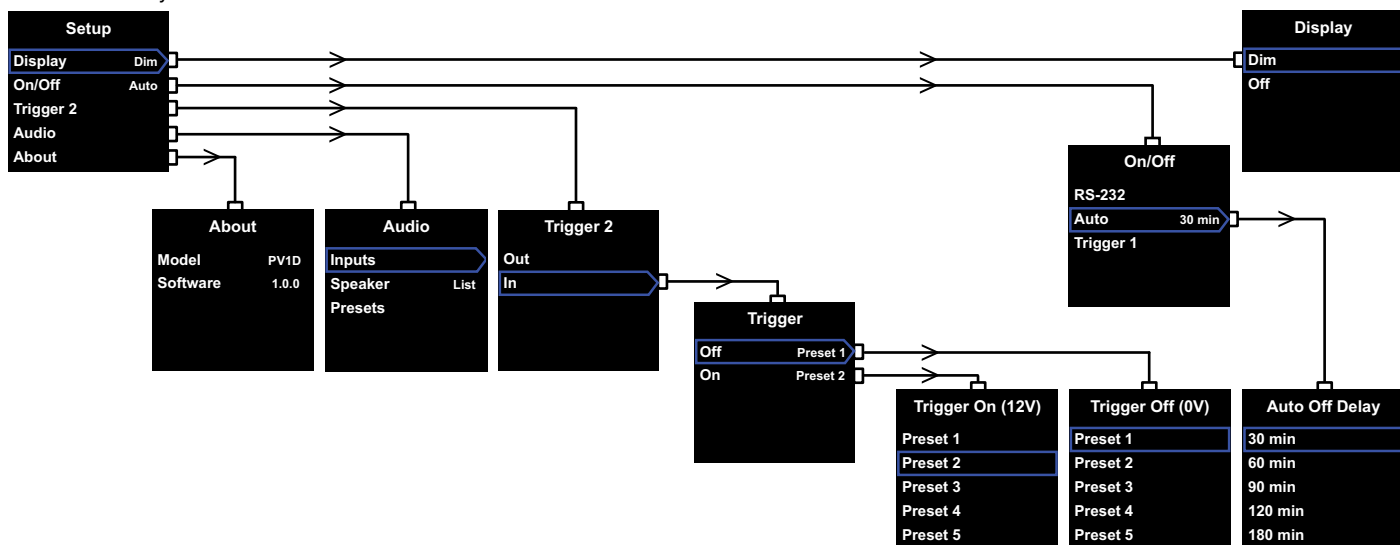 Setup
Display Dim
On/Off Auto
Trigger 2
Audio
About
Display
Dim
Off
On/Off
RS-232
Auto 30 min
Trigger 1
About
Model PV1D
Software 1.0.0
Audio
Inputs
Speaker List
Presets
Trigger 2
Out
In
Trigger
Off Preset 1
On Preset 2
Trigger On (12V)
Preset 1
Preset 2
Preset 3
Preset 4
Preset 5
Trigger Off (0V)
Preset 1
Preset 2
Preset 3
Preset 4
Preset 5
Auto Off Delay
30 min
60 min
90 min
120 min
180 min